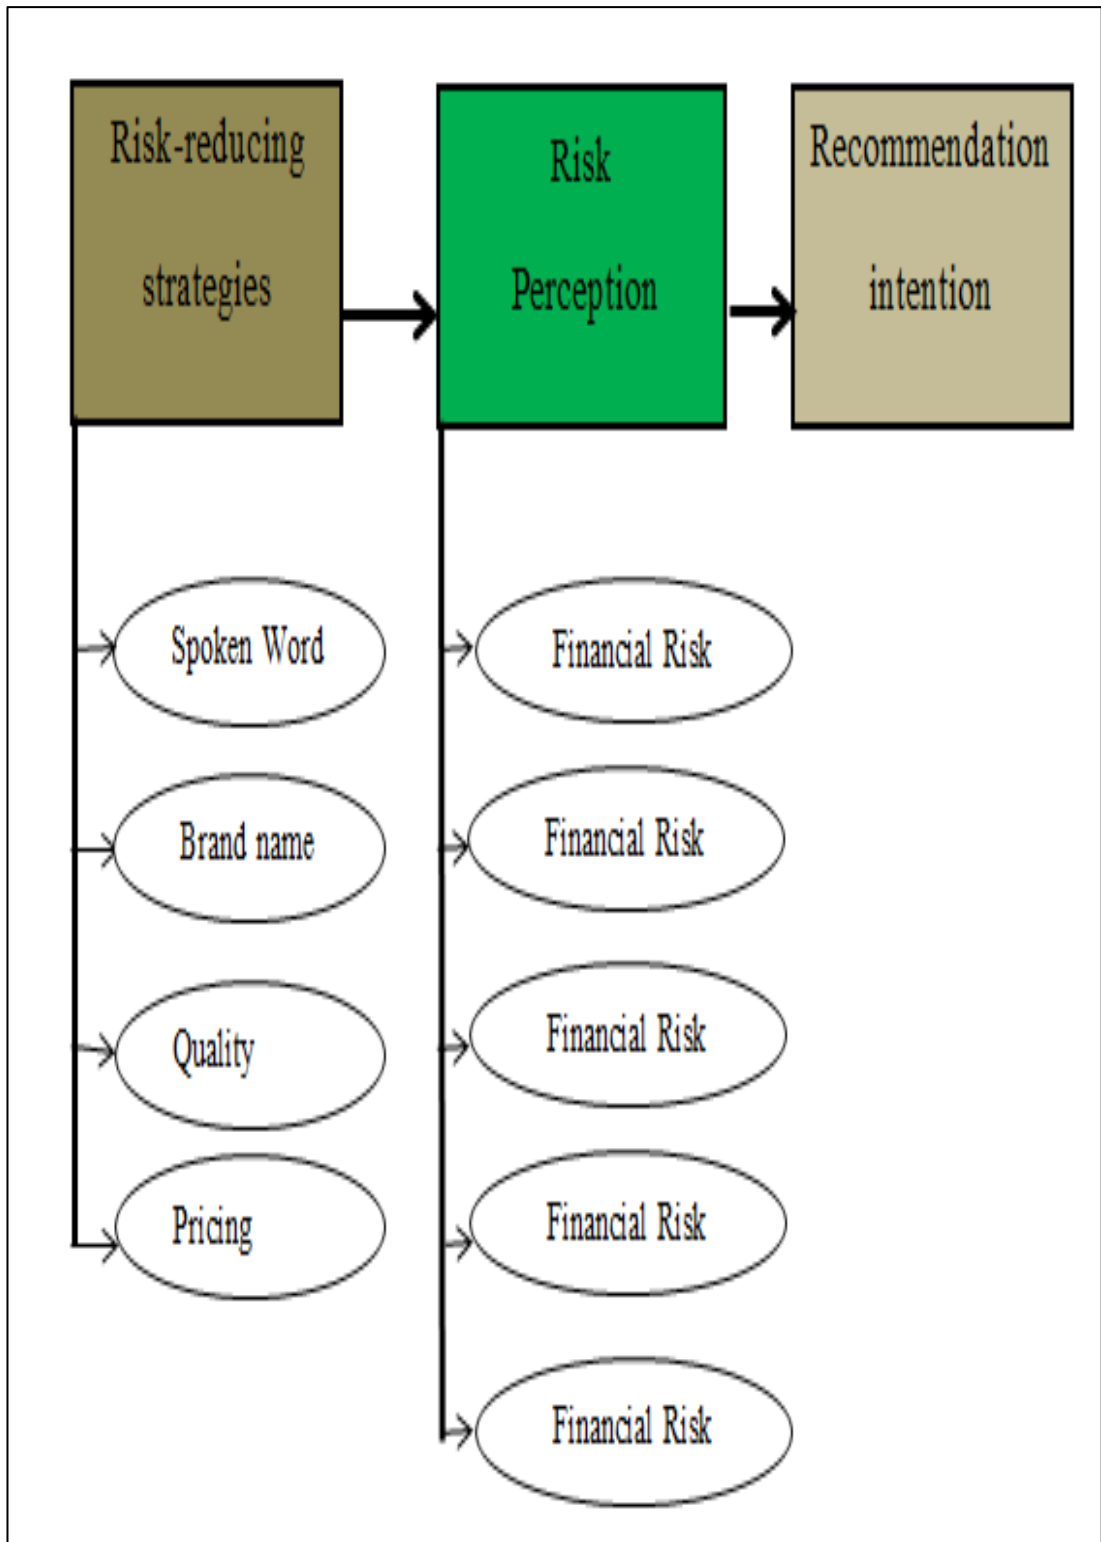 Risk-reducing
strategies
Risk
Perception
Recommendation
intention
Spoken Word
Brand name
Quality
Pricing
Financial Risk
Financial Risk
Financial Risk
Financial Risk
Financial Risk